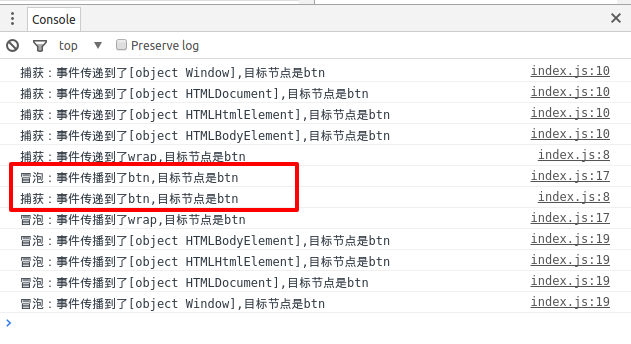 Console
top
Preserve log
捕获：事件传递到了[object Window],目标节点是btn index.js:10
捕获：事件传递到了[object HTMLDocument],目标节点是btn index.js:10
捕获：事件传递到了[object HTMLHtmlElement],目标节点是btn index.js:10
捕获：事件传递到了[object HTMLBodyElement],目标节点是btn index.js:10
捕获：事件传递到了wrap,目标节点是btn index.js:8
冒泡：事件传播到了btn,目标节点是btn index.js:17
捕获：事件传递到了btn,目标节点是btn index.js:8
冒泡：事件传播到了wrap,目标节点是btn index.js:17
冒泡：事件传播到了[object HTMLBodyElement],目标节点是btn index.js:19
冒泡：事件传播到了[object HTMLHtmlElement],目标节点是btn index.js:19
冒泡：事件传播到了[object HTMLDocument],目标节点是btn index.js:19
冒泡：事件传播到了[object Window],目标节点是btn index.js:19